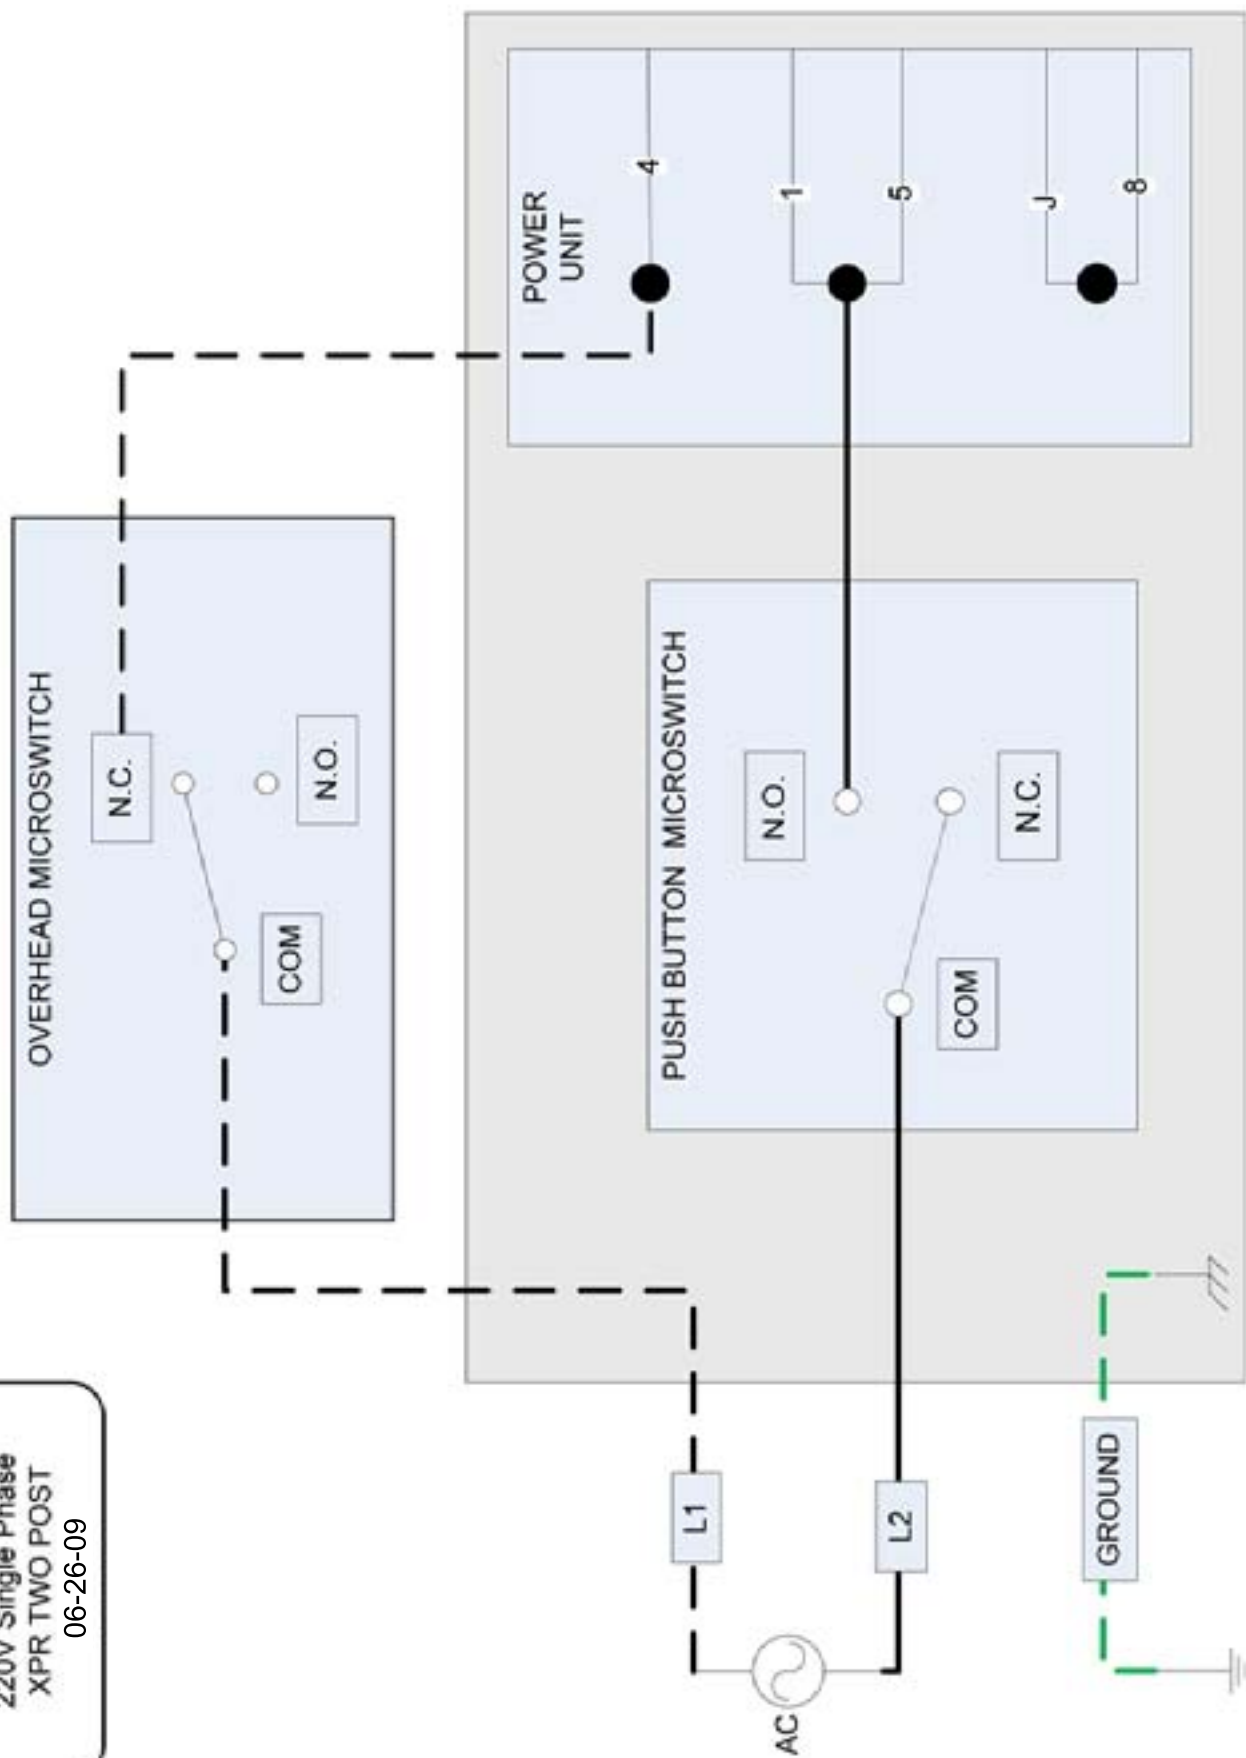 220V Single Phase
XPR TWO POST
06-26-09
OVERHEAD MICROSWITCH
COM
N.C.
N.O.
AC
L1
L2
GROUND
PUSH BUTTON MICROSWITCH
COM
N.O.
N.C.
POWER
UNIT
4
1
5
J
8